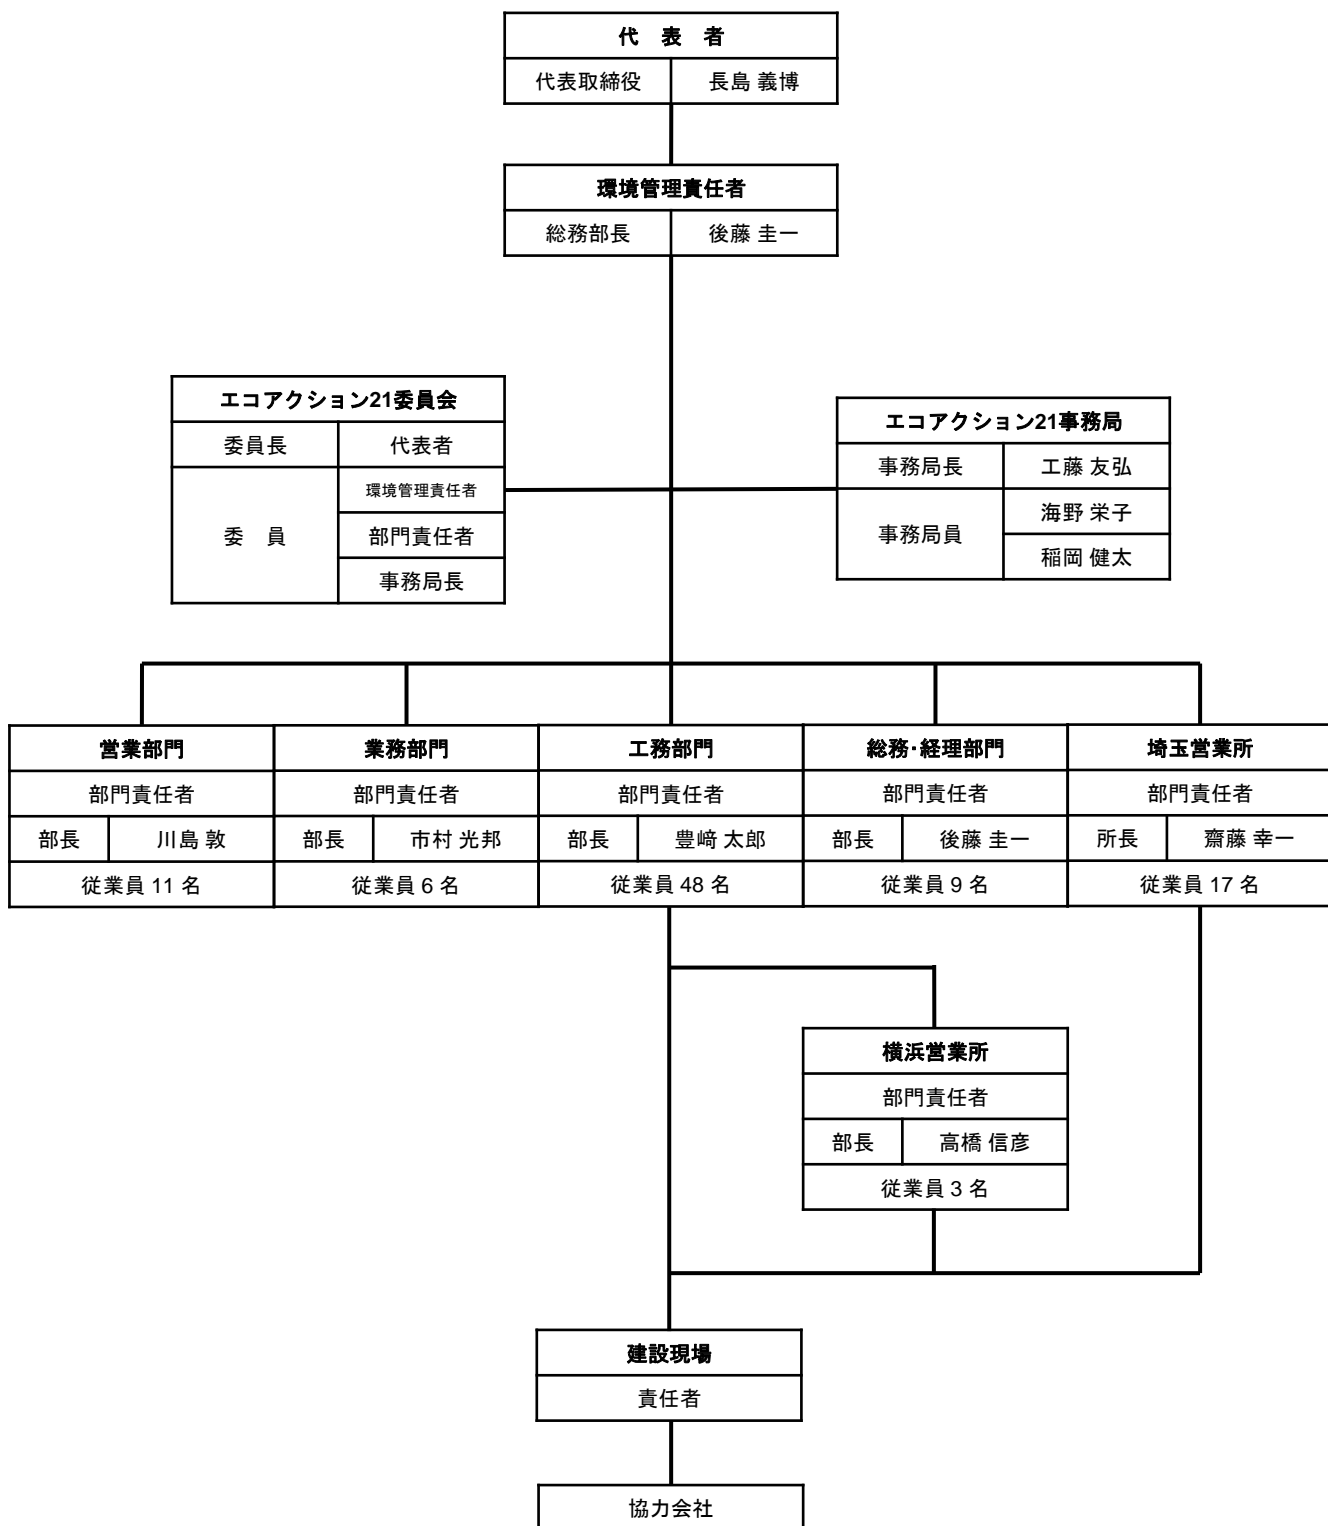 代　表　者
代表取締役 長島 義博
環境管理責任者
総務部長 後藤 圭一
エコアクション21委員会
委員長 代表者
委　員 環境管理責任者
部門責任者
事務局長
エコアクション21事務局
事務局長 工藤 友弘
事務局員 海野 栄子
稲岡 健太
営業部門
部門責任者
部長 川島 敦
従業員 11 名
業務部門
部門責任者
部長 市村 光邦
従業員 6 名
工務部門
部門責任者
部長 豊﨑 太郎
従業員 48 名
総務･経理部門
部門責任者
部長 後藤 圭一
従業員 9 名
埼玉営業所
部門責任者
所長 齋藤 幸一
従業員 17 名
横浜営業所
部門責任者
部長 高橋 信彦
従業員 3 名
建設現場
責任者
協力会社